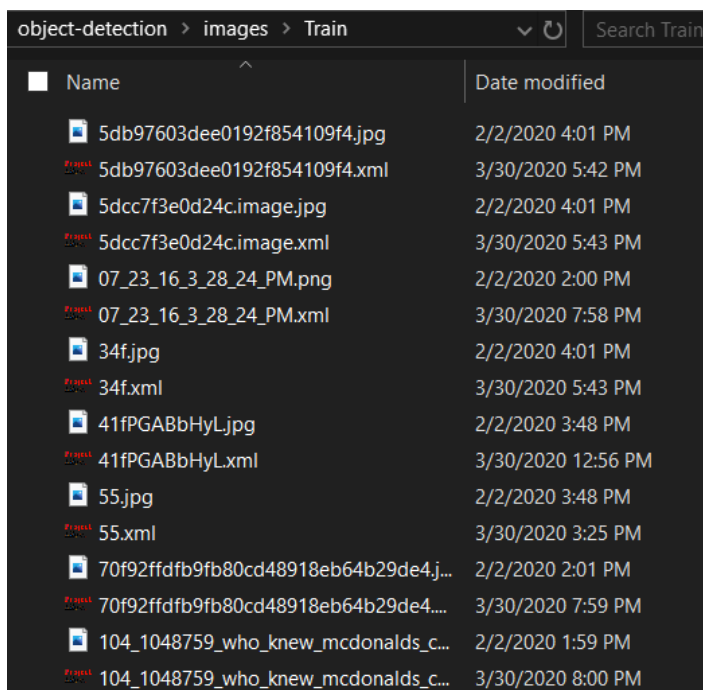 object-detection > images > Train Search Train
Name Date modified
5db97603dee0192f854109f4.jpg 2/2/2020 4:01 PM
5db97603dee0192f854109f4.xml 3/30/2020 5:42 PM
5dcc7f3e0d24c.image.jpg 2/2/2020 4:01 PM
5dcc7f3e0d24c.image.xml 3/30/2020 5:43 PM
07_23_16_3_28_24_PM.png 2/2/2020 2:00 PM
07_23_16_3_28_24_PM.xml 3/30/2020 7:58 PM
34f.jpg 2/2/2020 4:01 PM
34f.xml 3/30/2020 5:43 PM
41fPGABbHyL.jpg 2/2/2020 3:48 PM
41fPGABbHyL.xml 3/30/2020 12:56 PM
55.jpg 2/2/2020 3:48 PM
55.xml 3/30/2020 3:25 PM
70f92ffdfb9fb80cd48918eb64b29de4.j... 2/2/2020 2:01 PM
70f92ffdfb9fb80cd48918eb64b29de4.... 3/30/2020 7:59 PM
104_1048759_who_knew_mcdonalds_c... 2/2/2020 1:59 PM
104_1048759_who_knew_mcdonalds_c... 3/30/2020 8:00 PM